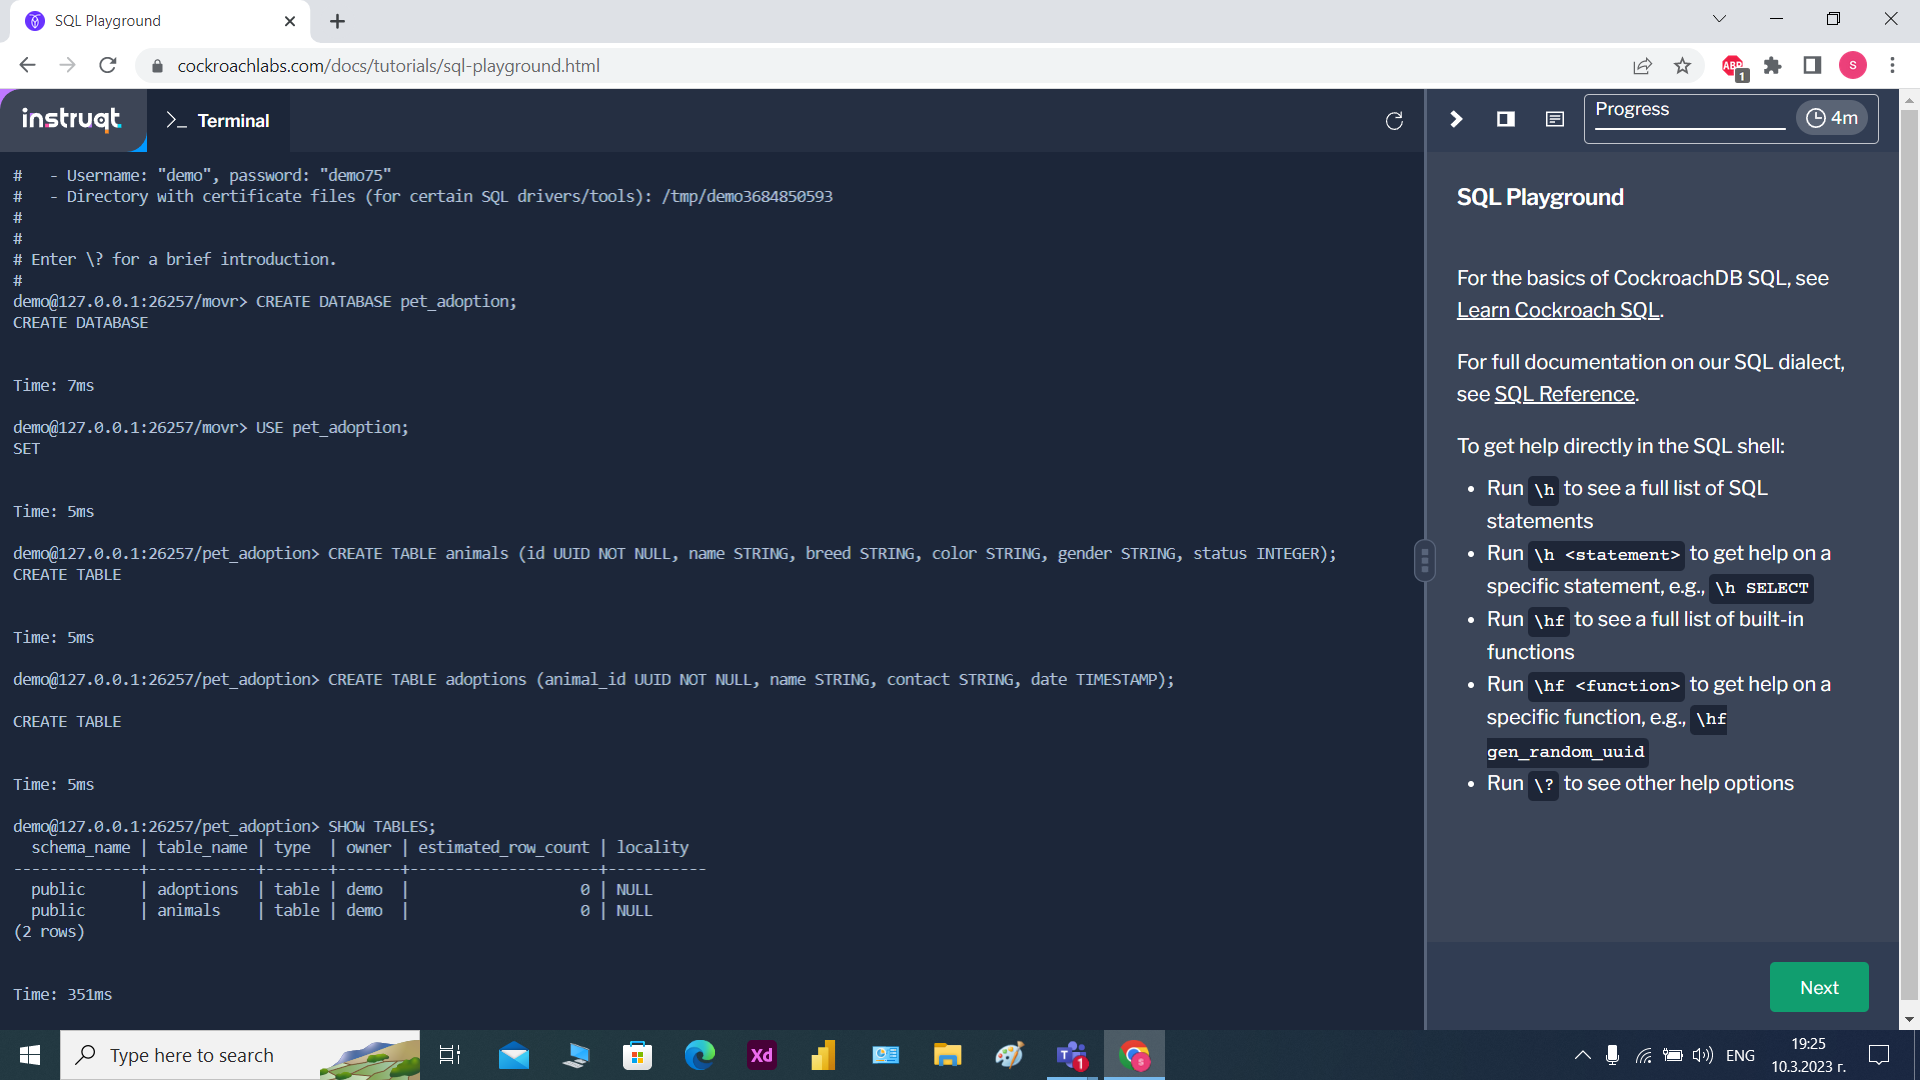 SQL Playground
cockroachlabs.com/docs/tutorials/sql-playground.html
ABP
1
S
instruqt
>_ Terminal
Progress
4m
#   - Username: "demo", password: "demo75"
#   - Directory with certificate files (for certain SQL drivers/tools): /tmp/demo3684850593
#
#
# Enter \? for a brief introduction.
#
demo@127.0.0.1:26257/movr> CREATE DATABASE pet_adoption;
CREATE DATABASE
Time: 7ms
demo@127.0.0.1:26257/movr> USE pet_adoption;
SET
Time: 5ms
demo@127.0.0.1:26257/pet_adoption> CREATE TABLE animals (id UUID NOT NULL, name STRING, breed STRING, color STRING, gender STRING, status INTEGER);
CREATE TABLE
Time: 5ms
demo@127.0.0.1:26257/pet_adoption> CREATE TABLE adoptions (animal_id UUID NOT NULL, name STRING, contact STRING, date TIMESTAMP);
CREATE TABLE
Time: 5ms
demo@127.0.0.1:26257/pet_adoption> SHOW TABLES;
  schema_name | table_name | type  | owner | estimated_row_count | locality
--------------+------------+-------+-------+---------------------+-----------
  public      | adoptions  | table | demo  |                   0 | NULL
  public      | animals    | table | demo  |                   0 | NULL
(2 rows)
Time: 351ms
SQL Playground
For the basics of CockroachDB SQL, see
Learn Cockroach SQL.
For full documentation on our SQL dialect,
see SQL Reference.
To get help directly in the SQL shell:
• Run \h to see a full list of SQL
statements
• Run \h <statement> to get help on a
specific statement, e.g., \h SELECT
• Run \hf to see a full list of built-in
functions
• Run \hf <function> to get help on a
specific function, e.g., \hf
gen_random_uuid
• Run \? to see other help options
Next
Type here to search
Xd
T
1
S
ENG
19:25
10.3.2023 г.